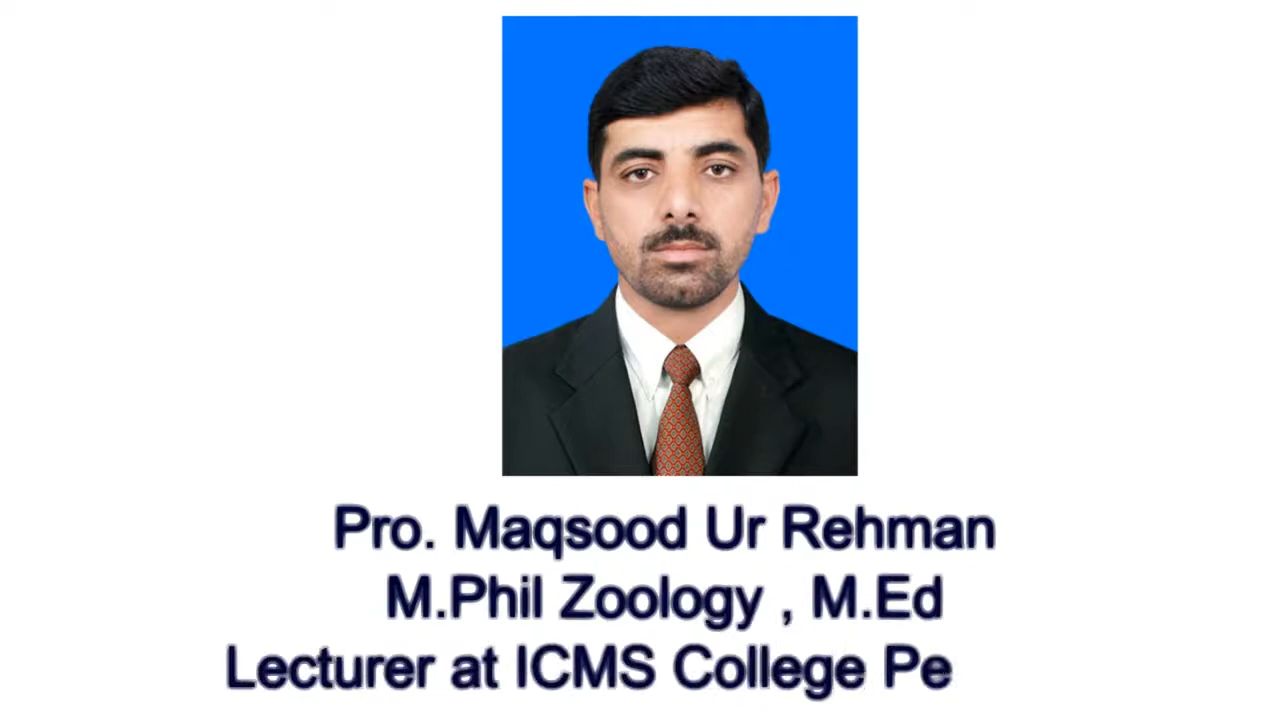 Pro. Maqsood Ur Rehman
M.Phil Zoology , M.Ed
Lecturer at ICMS College Pe